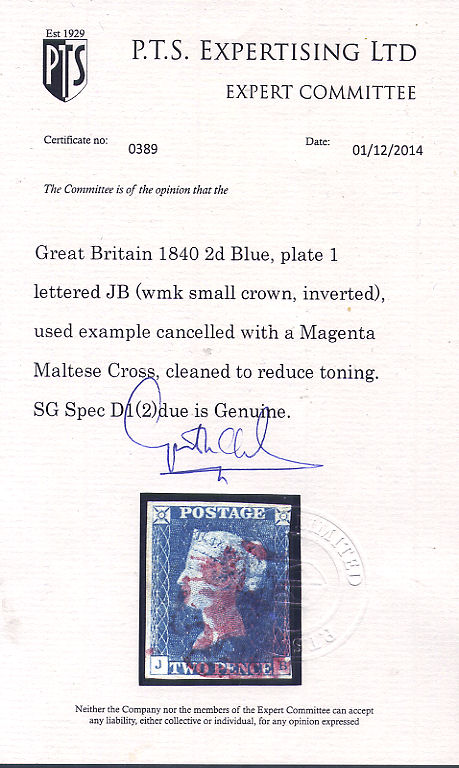 Est 1929
PTS
P.T.S. EXPERTISING LTD
EXPERT COMMITTEE
Certificate no: 0389 Date: 01/12/2014
The Committee is of the opinion that the
Great Britain 1840 2d Blue, plate 1
lettered JB (wmk small crown, inverted),
used example cancelled with a Magenta
Maltese Cross, cleaned to reduce toning.
SG Spec D1(2)due is Genuine.
POSTAGE
J TWO PENCE B
LIMITED
P.T.S.
Neither the Company nor the members of the Expert Committee can accept
any liability, either collective or individual, for any opinion expressed